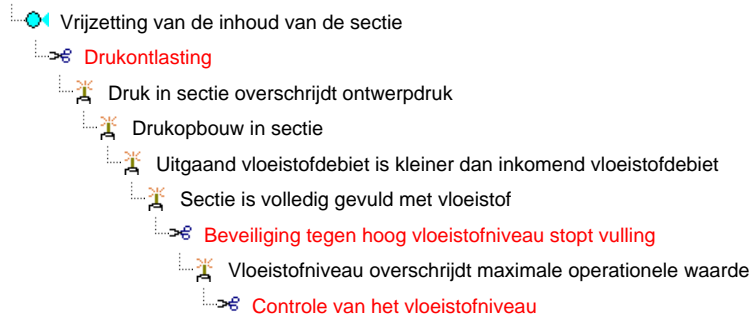 Vrijzetting van de inhoud van de sectie
Drukontlasting
Druk in sectie overschrijdt ontwerpdruk
Drukopbouw in sectie
Uitgaand vloeistofdebiet is kleiner dan inkomend vloeistofdebiet
Sectie is volledig gevuld met vloeistof
Beveiliging tegen hoog vloeistofniveau stopt vulling
Vloeistofniveau overschrijdt maximale operationele waarde
Controle van het vloeistofniveau